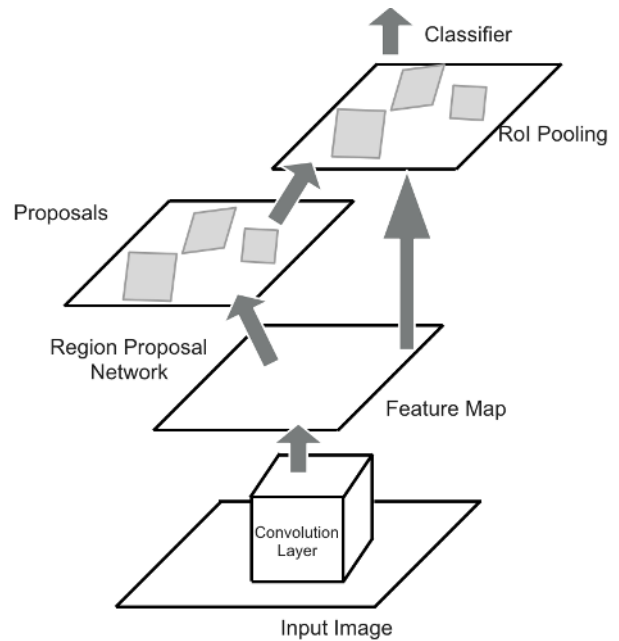 Classifier
RoI Pooling
Proposals
Region Proposal
Network
Feature Map
Convolution
Layer
Input Image